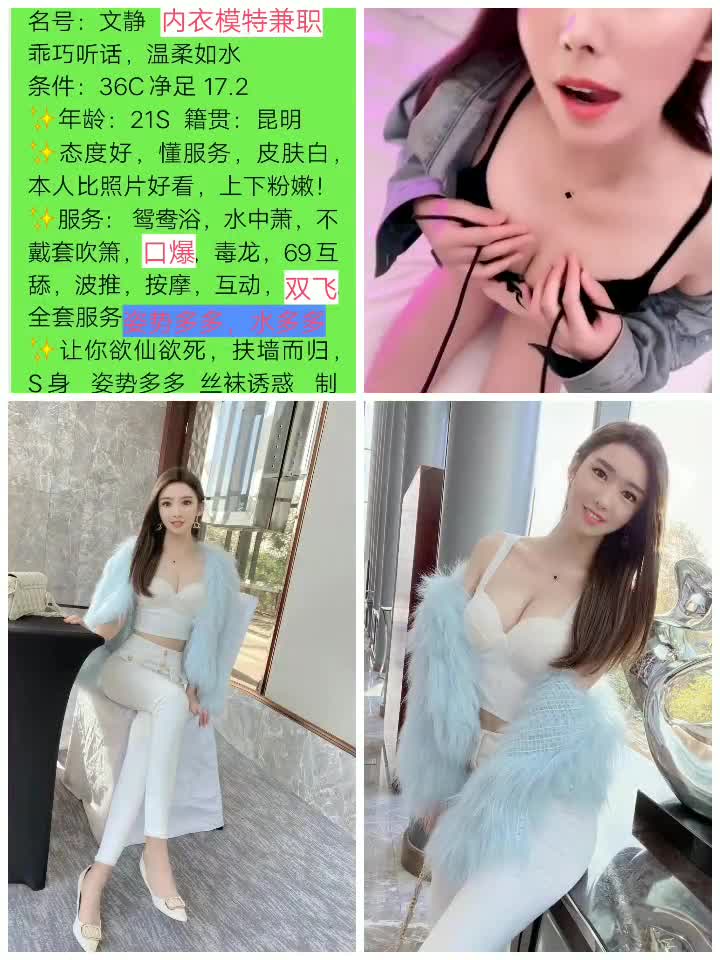 名号：文静 内衣模特兼职
乖巧听话，温柔如水
条件：36C净足 17.2
✨年龄：21S 籍贯：昆明
✨态度好，懂服务，皮肤白，
本人比照片好看，上下粉嫩！
✨服务： 鸳鸯浴，水中萧，不
戴套吹箫，口爆，毒龙，69互
舔，波推，按摩，互动，双飞
全套服务 姿势多多，水多多
✨让你欲仙欲死，扶墙而归，
S身 姿势多多 丝袜诱惑 制